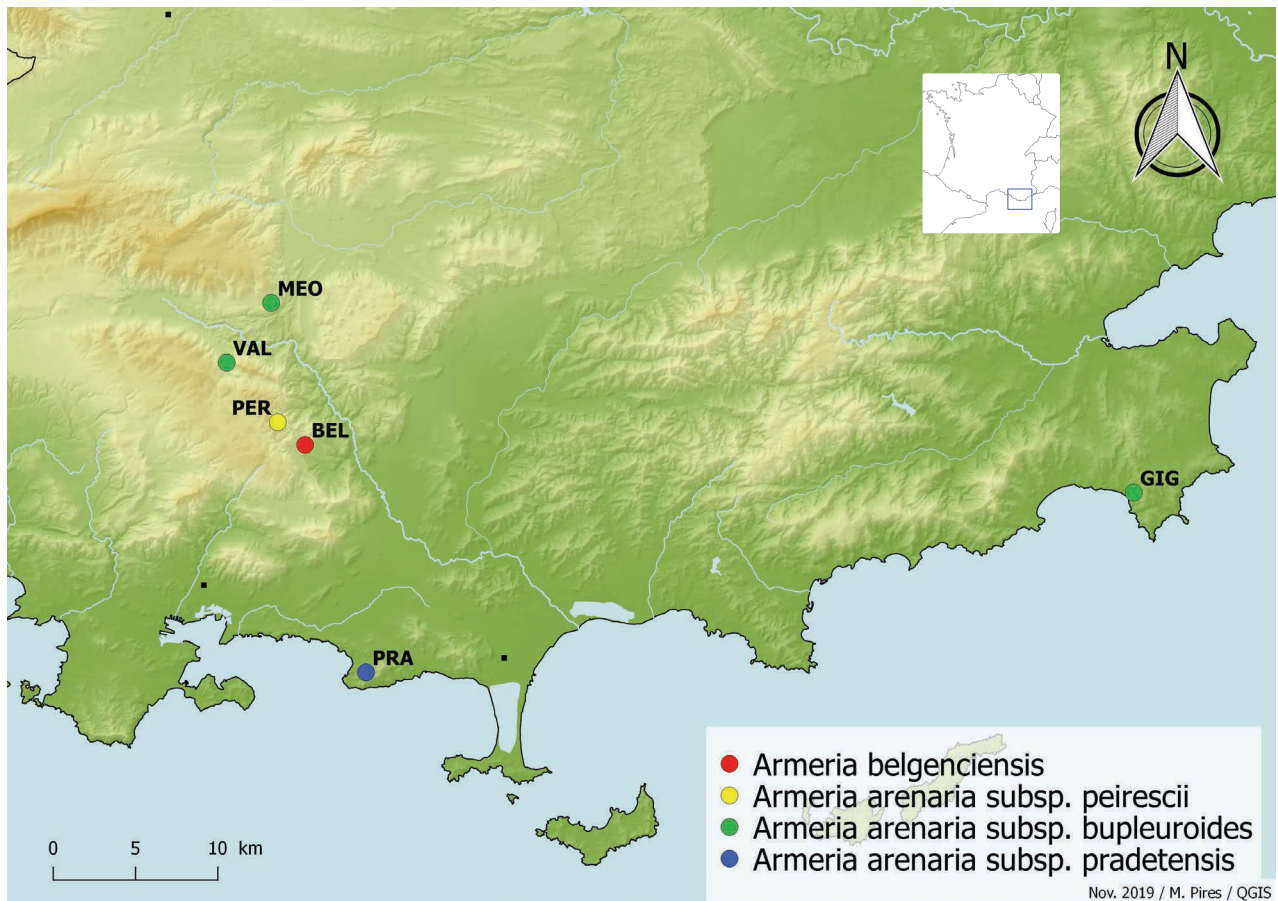 N
MEO
VAL
PER
BEL
GIG
PRA
Armeria belgenciensis
Armeria arenaria subsp. peirescii
Armeria arenaria subsp. bupleuroides
Armeria arenaria subsp. pradetensis
0 5 10 km
Nov. 2019 / M. Pires / QGIS